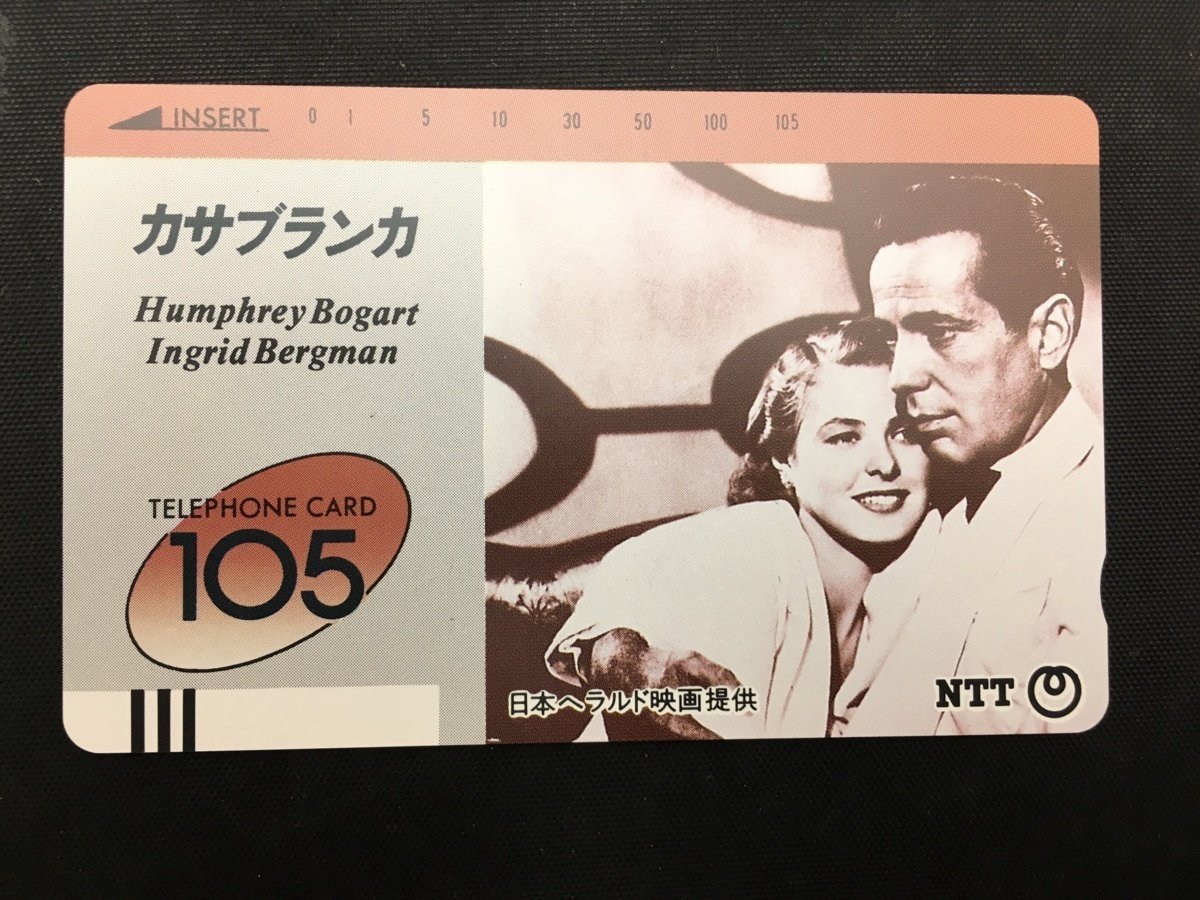 INSERT 0 1 5 10 30 50 100 105
カサブランカ
Humphrey Bogart
Ingrid Bergman
TELEPHONE CARD
105
日本ヘラルド映画提供
NTT